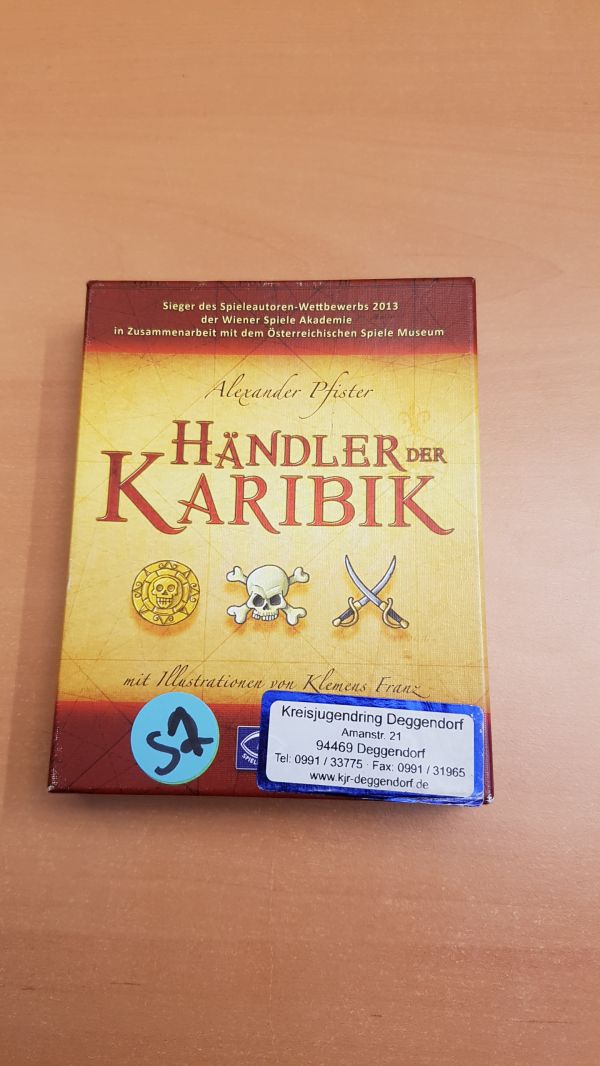 Sieger des Spieleautoren-Wettbewerbs 2013
der Wiener Spiele Akademie
in Zusammenarbeit mit dem Österreichischen Spiele Museum
Alexander Pfister
HÄNDLER DER
KARIBIK
mit Illustrationen von Klemens Franz
57
SPIEL
Kreisjugendring Deggendorf
Amanstr. 21
94469 Deggendorf
Tel: 0991 / 33775 · Fax: 0991 / 31965
www.kjr-deggendorf.de